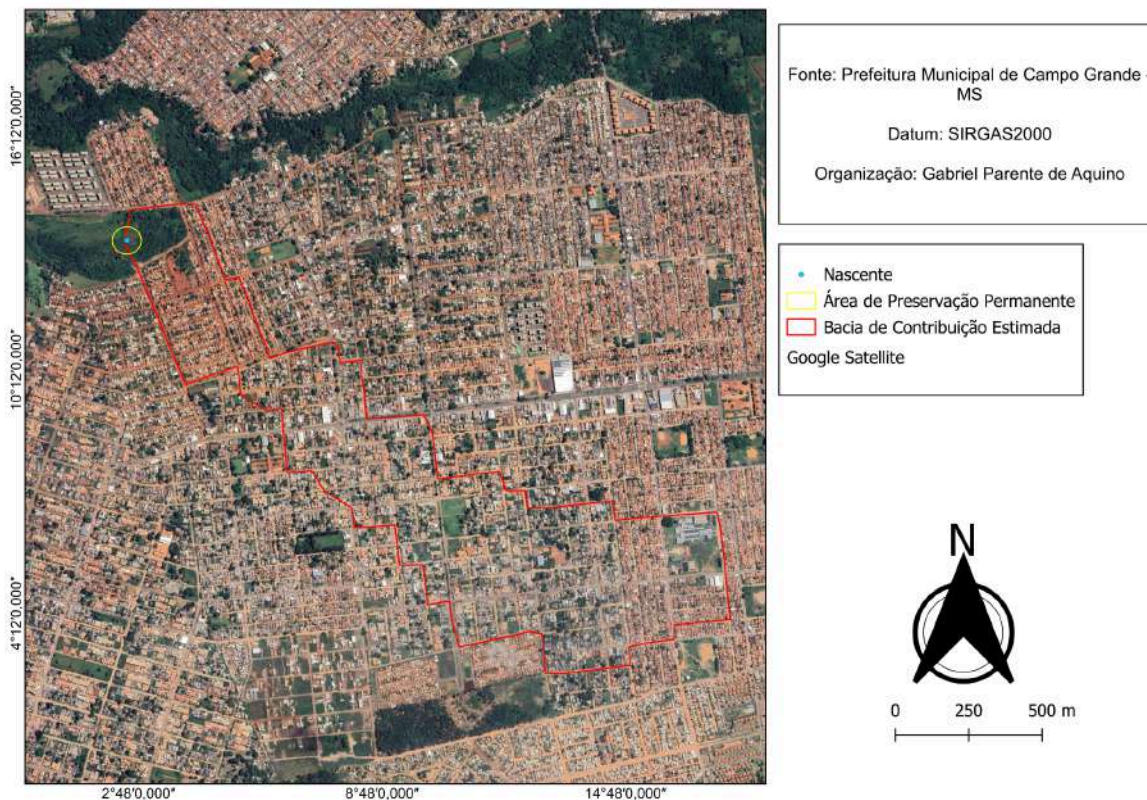 Fonte: Prefeitura Municipal de Campo Grande -
MS
Datum: SIRGAS2000
Organização: Gabriel Parente de Aquino
Nascente
Área de Preservação Permanente
Bacia de Contribuição Estimada
Google Satellite
N
0 250 500 m
16°12'0,000"
10°12'0,000"
4°12'0,000"
2°48'0,000" 8°48'0,000" 14°48'0,000"